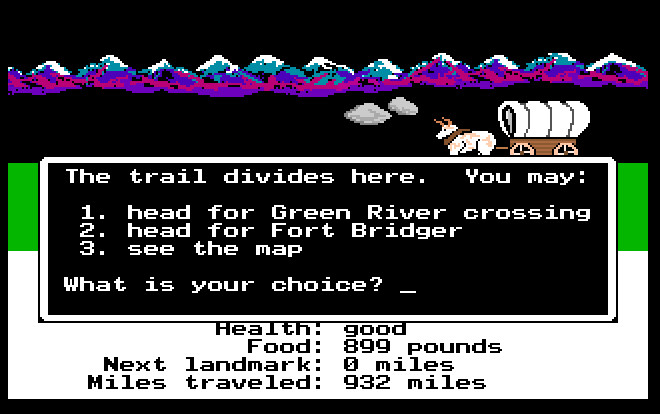 The trail divides here.  You may:
1. head for Green River crossing
2. head for Fort Bridger
3. see the map
What is your choice? _
Health: good
Food: 899 pounds
Next landmark: 0 miles
Miles traveled: 932 miles